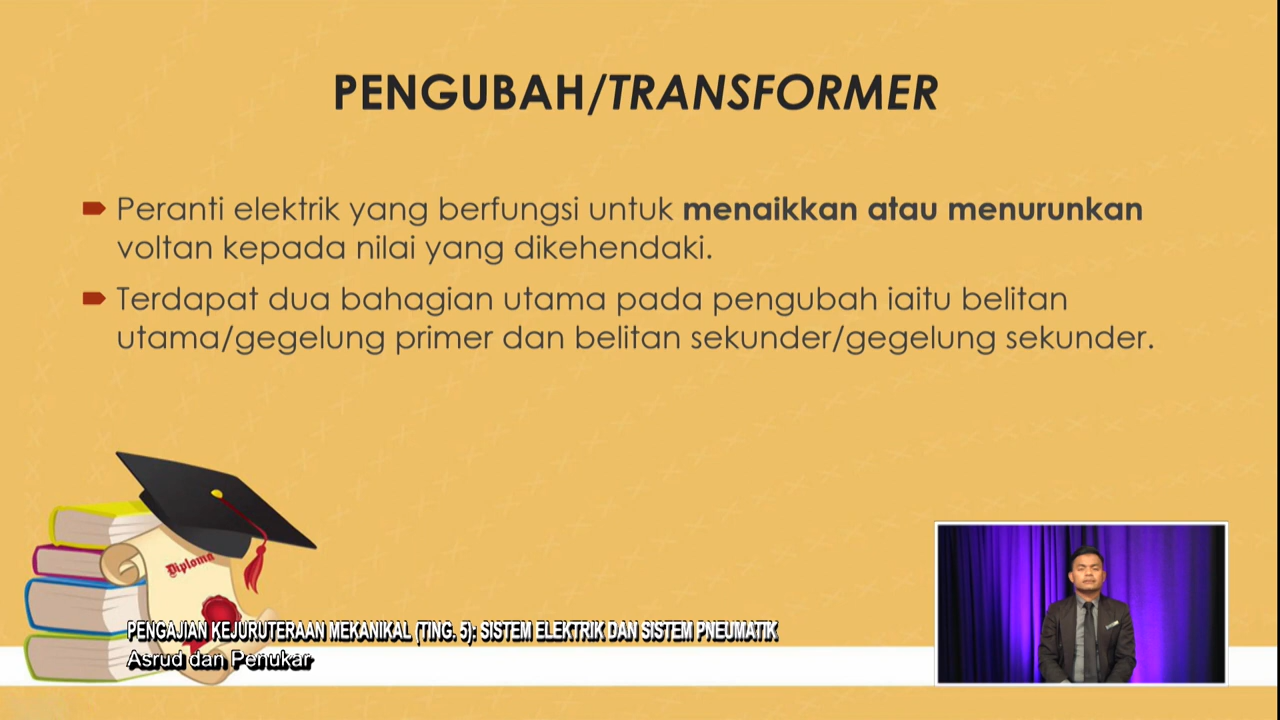 PENGUBAH/TRANSFORMER
Peranti elektrik yang berfungsi untuk menaikkan atau menurunkan
voltan kepada nilai yang dikehendaki.
Terdapat dua bahagian utama pada pengubah iaitu belitan
utama/gegelung primer dan belitan sekunder/gegelung sekunder.
Diploma
PENGAJIAN KEJURUTERAAN MEKANIKAL (TING. 5): SISTEM ELEKTRIK DAN SISTEM PNEUMATIK
Asrud dan Penukar